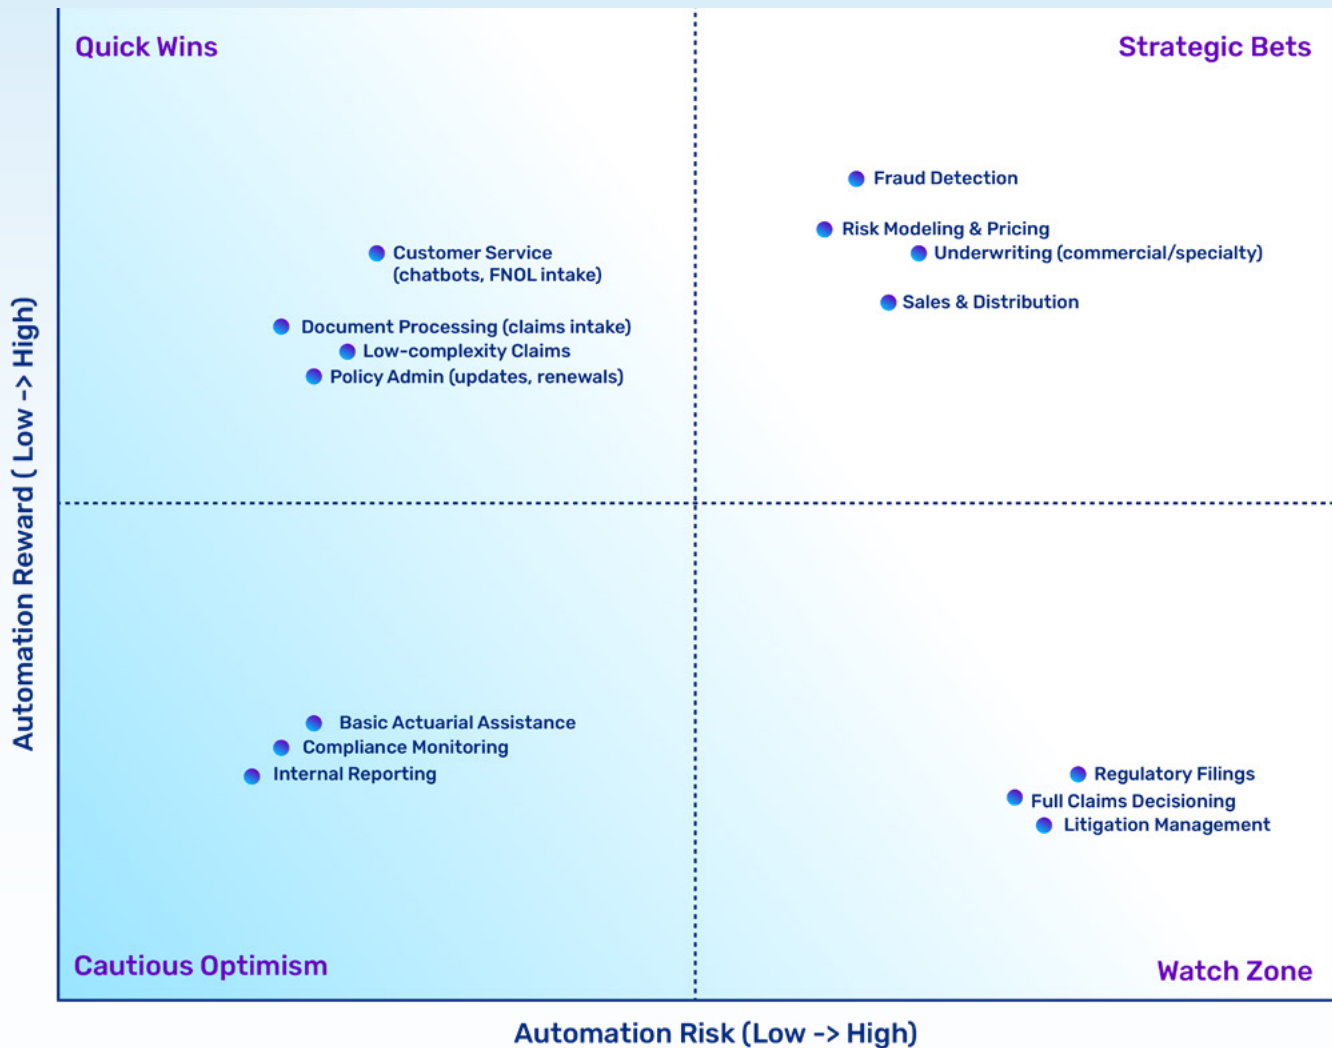 Quick Wins
Strategic Bets
Fraud Detection
Risk Modeling & Pricing
Customer Service
(chatbots, FNOL intake)
Underwriting (commercial/specialty)
Sales & Distribution
Document Processing (claims intake)
Low-complexity Claims
Policy Admin (updates, renewals)
Automation Reward ( Low -> High)
Basic Actuarial Assistance
Compliance Monitoring
Internal Reporting
Regulatory Filings
Full Claims Decisioning
Litigation Management
Cautious Optimism
Watch Zone
Automation Risk (Low -> High)